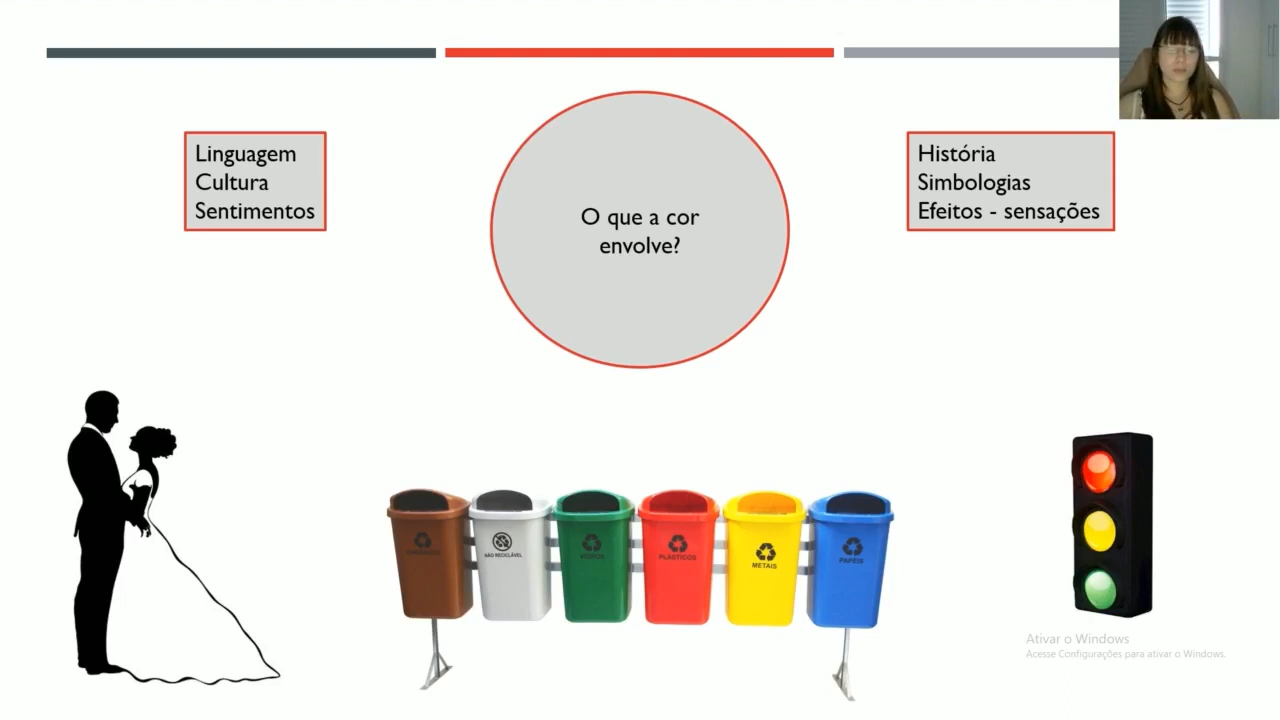 Linguagem
Cultura
Sentimentos
O que a cor
envolve?
História
Simbologias
Efeitos - sensações
NÃO RECICLÁVEL
VIDROS
PLÁSTICOS
METAIS
PAPÉIS
Ativar o Windows
Acesse Configurações para ativar o Windows.